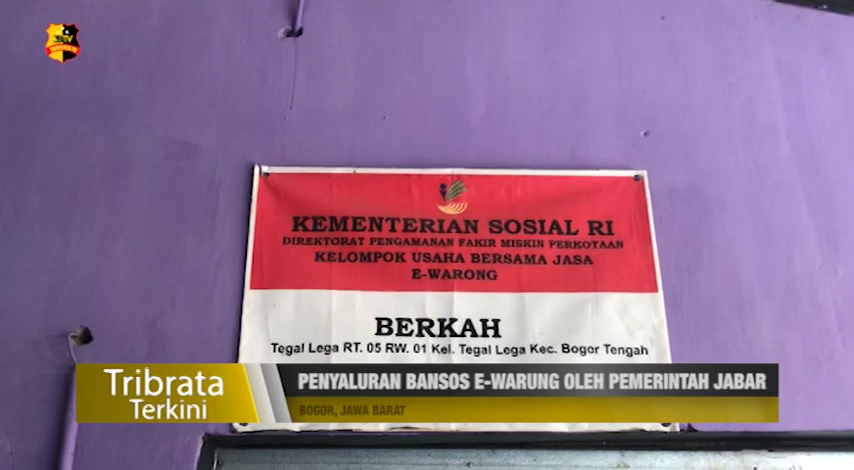 KEMENTERIAN SOSIAL RI
DIREKTORAT PENGAMANAN FAKIR MISKIN PERKOTAAN
KELOMPOK USAHA BERSAMA JASA
E-WARONG
BERKAH
Tegal Lega RT. 05 RW. 01 Kel. Tegal Lega Kec. Bogor Tengah
Tribrata
Terkini
PENYALURAN BANSOS E-WARUNG OLEH PEMERINTAH JABAR
BOGOR, JAWA BARAT